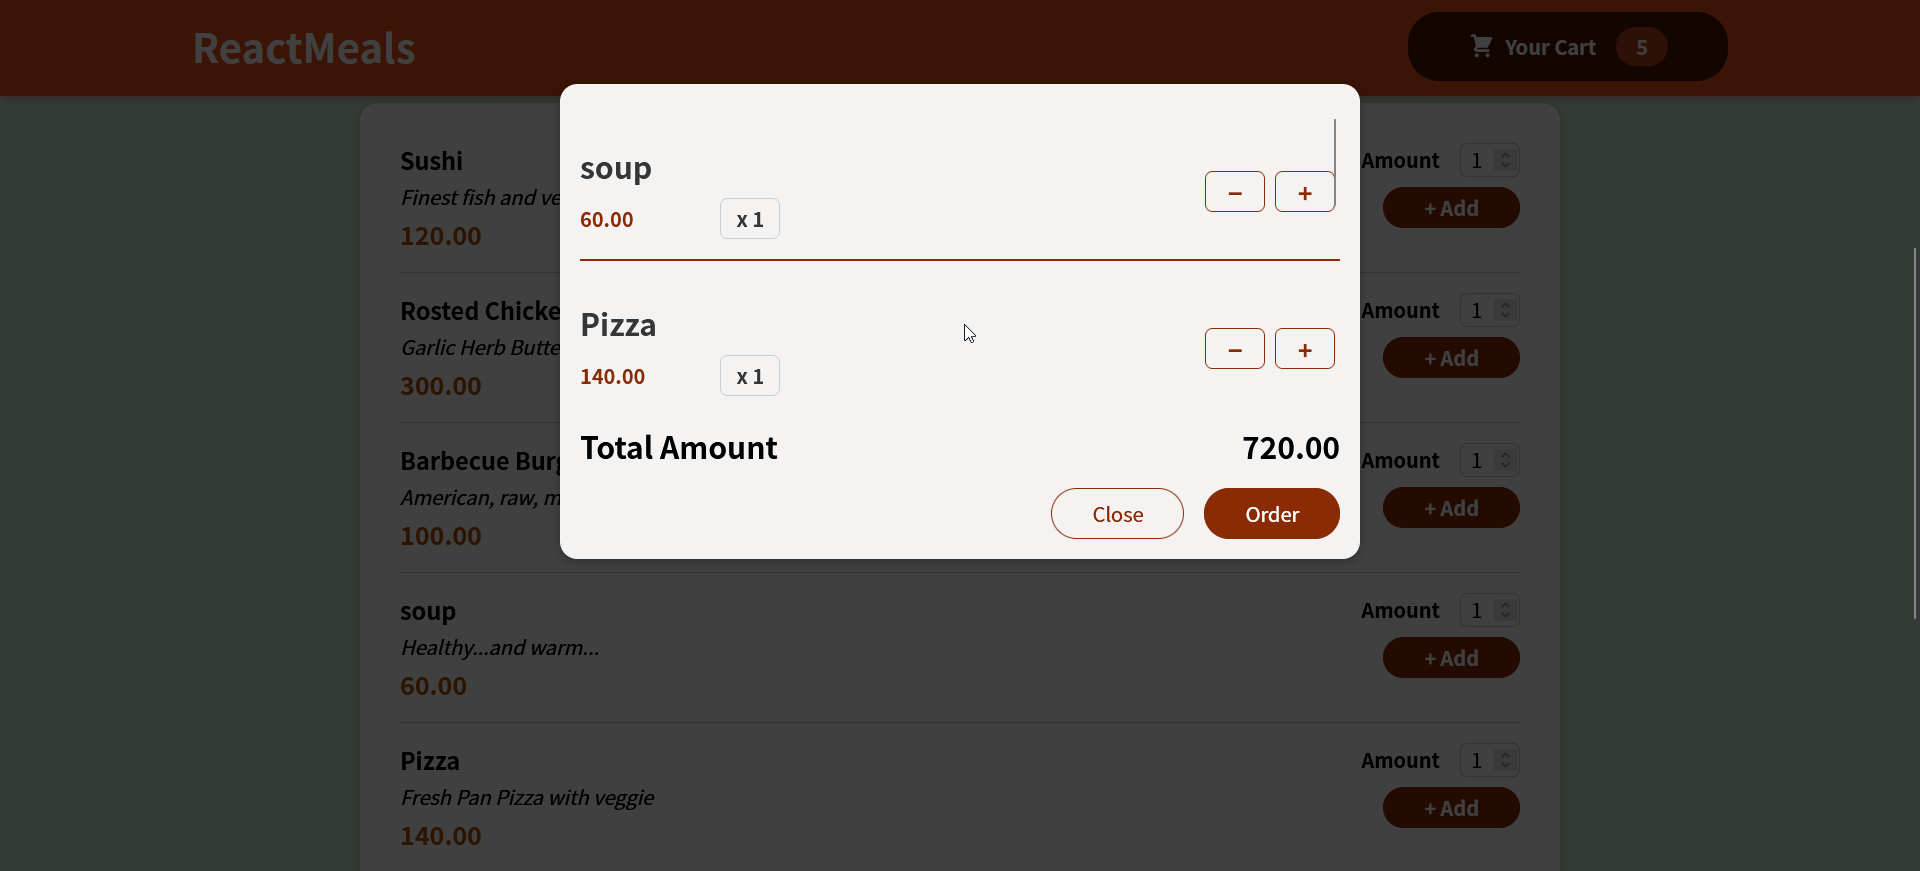 ReactMeals
Your Cart 5
soup
60.00 x 1
− +
Pizza
140.00 x 1
− +
Total Amount 720.00
Close Order
Sushi
Finest fish and ve
120.00
Amount 1
+ Add
Rosted Chicke
Garlic Herb Butte
300.00
Amount 1
+ Add
Barbecue Burg
American, raw, m
100.00
Amount 1
+ Add
soup
Healthy...and warm...
60.00
Amount 1
+ Add
Pizza
Fresh Pan Pizza with veggie
140.00
Amount 1
+ Add